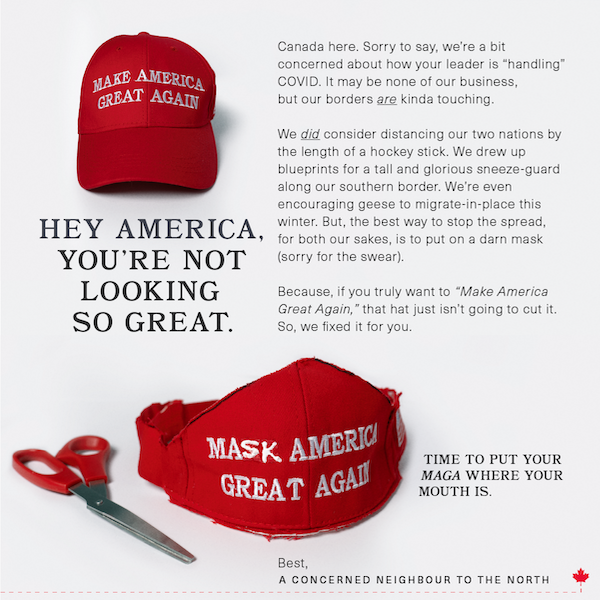 MAKE AMERICA
GREAT AGAIN
HEY AMERICA,
YOU'RE NOT
LOOKING
SO GREAT.
Canada here. Sorry to say, we're a bit
concerned about how your leader is "handling"
COVID. It may be none of our business,
but our borders are kinda touching.
We did consider distancing our two nations by
the length of a hockey stick. We drew up
blueprints for a tall and glorious sneeze-guard
along our southern border. We're even
encouraging geese to migrate-in-place this
winter. But, the best way to stop the spread,
for both our sakes, is to put on a darn mask
(sorry for the swear).
Because, if you truly want to "Make America
Great Again," that hat just isn't going to cut it.
So, we fixed it for you.
MASK AMERICA
GREAT AGAIN
TIME TO PUT YOUR
MAGA WHERE YOUR
MOUTH IS.
Best,
A CONCERNED NEIGHBOUR TO THE NORTH